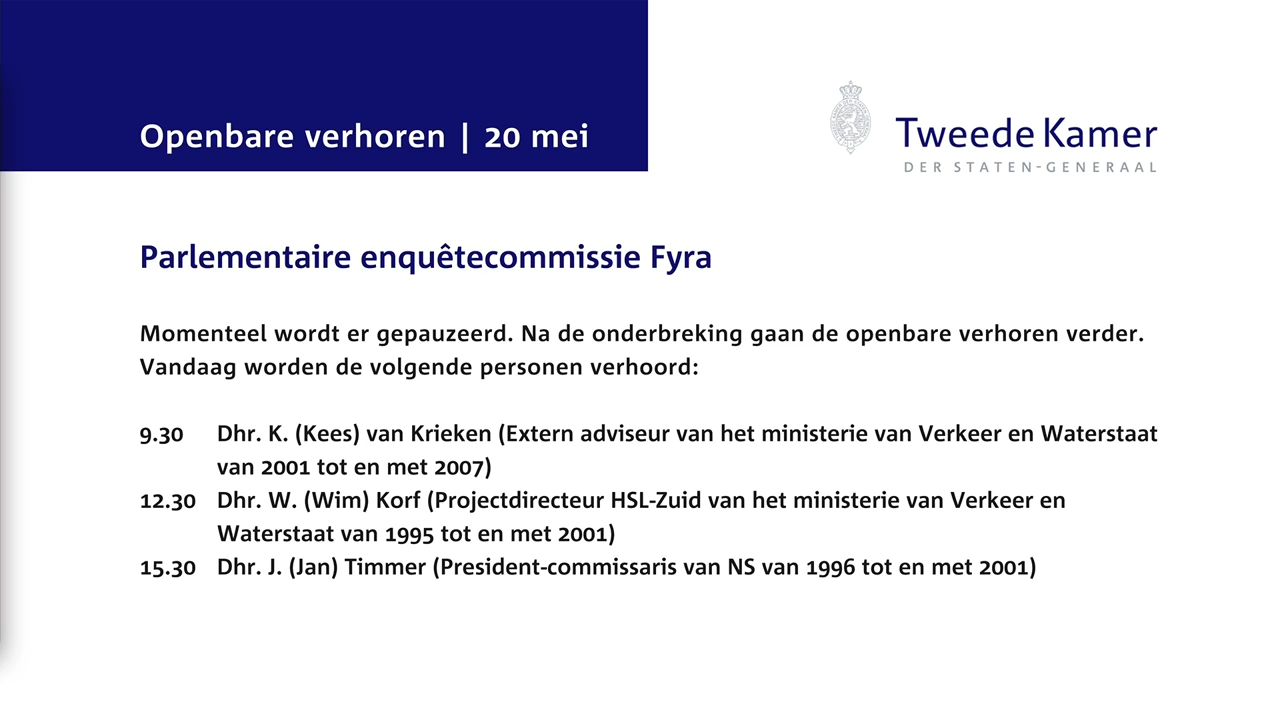 Openbare verhoren | 20 mei
Tweede Kamer
DER STATEN-GENERAAL
Parlementaire enquêtecommissie Fyra
Momenteel wordt er gepauzeerd. Na de onderbreking gaan de openbare verhoren verder.
Vandaag worden de volgende personen verhoord:
9.30 Dhr. K. (Kees) van Krieken (Extern adviseur van het ministerie van Verkeer en Waterstaat
van 2001 tot en met 2007)
12.30 Dhr. W. (Wim) Korf (Projectdirecteur HSL-Zuid van het ministerie van Verkeer en
Waterstaat van 1995 tot en met 2001)
15.30 Dhr. J. (Jan) Timmer (President-commissaris van NS van 1996 tot en met 2001)